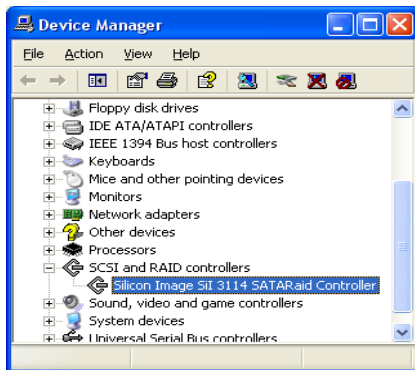 Device Manager
File Action View Help
Floppy disk drives
IDE ATA/ATAPI controllers
IEEE 1394 Bus host controllers
Keyboards
Mice and other pointing devices
Monitors
Network adapters
Other devices
Processors
SCSI and RAID controllers
Silicon Image SiI 3114 SATARaid Controller
Sound, video and game controllers
System devices
Universal Serial Bus controllers